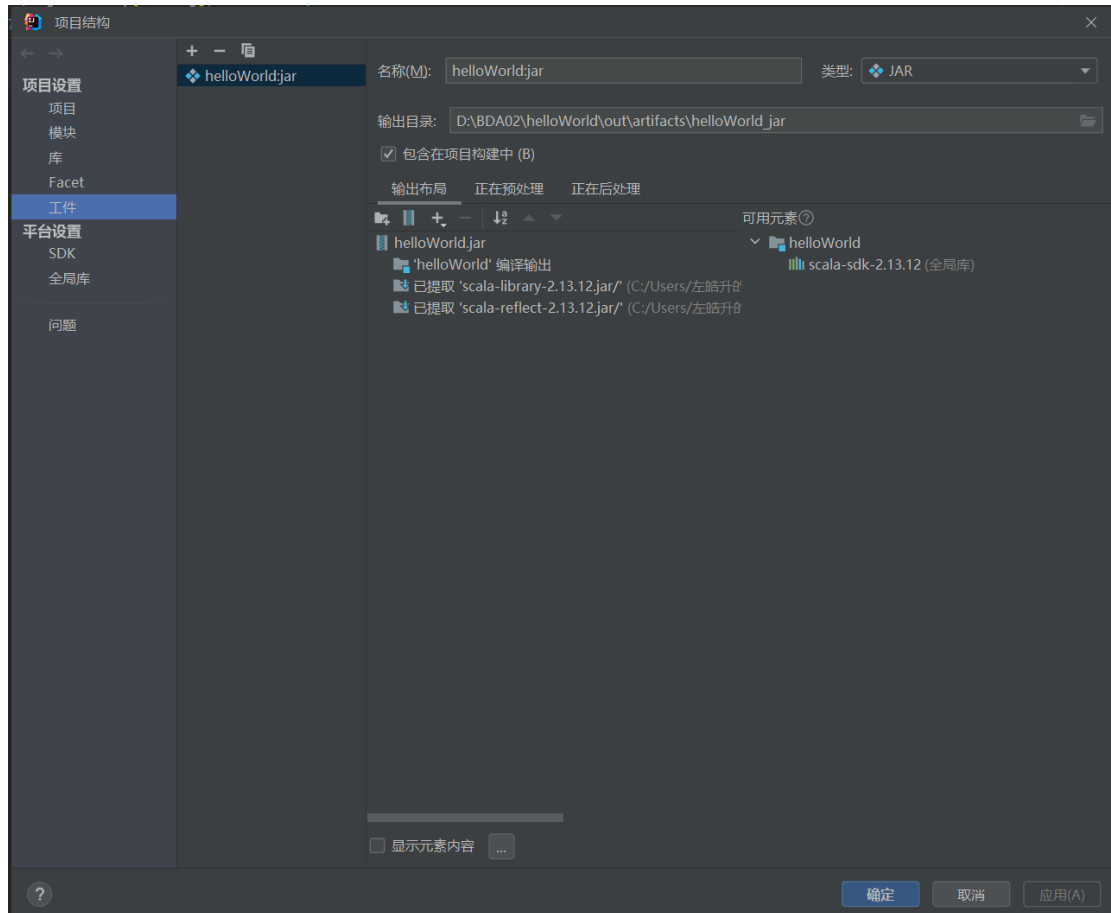 项目结构
项目设置
项目
模块
库
Facet
工件
平台设置
SDK
全局库
问题
helloWorld:jar
名称(M): helloWorld:jar 类型: JAR
输出目录: D:\BDA02\helloWorld\out\artifacts\helloWorld_jar
包含在项目构建中 (B)
输出布局 正在预处理 正在后处理
可用元素?
helloWorld.jar
'helloWorld' 编译输出
已提取 'scala-library-2.13.12.jar/' (C:/Users/左皓升的
已提取 'scala-reflect-2.13.12.jar/' (C:/Users/左皓升的
helloWorld
scala-sdk-2.13.12 (全局库)
显示元素内容 ...
? 确定 取消 应用(A)